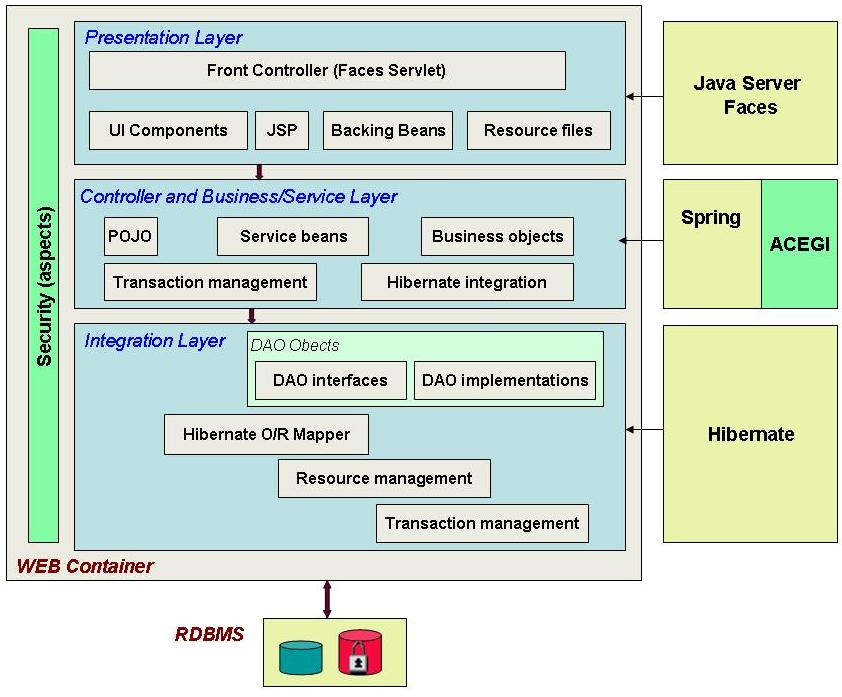 Presentation Layer
Front Controller (Faces Servlet)
UI Components
JSP
Backing Beans
Resource files
Java Server
Faces
Controller and Business/Service Layer
POJO
Service beans
Business objects
Transaction management
Hibernate integration
Spring
ACEGI
Security (aspects)
Integration Layer
DAO Obects
DAO interfaces
DAO implementations
Hibernate O/R Mapper
Resource management
Transaction management
Hibernate
WEB Container
RDBMS